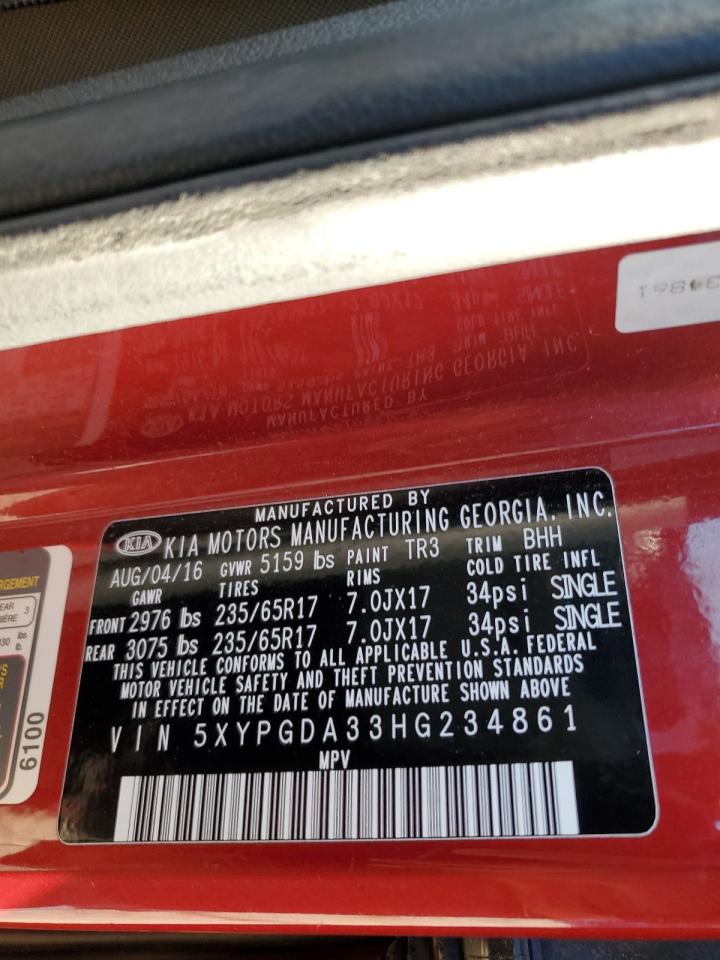 MANUFACTURED BY
KIA KIA MOTORS MANUFACTURING GEORGIA, INC.
AUG/04/16 GVWR 5159 lbs PAINT TR3 TRIM BHH
GAWR TIRES RIMS COLD TIRE INFL
FRONT 2976 lbs 235/65R17 7.0JX17 34psi SINGLE
REAR 3075 lbs 235/65R17 7.0JX17 34psi SINGLE
THIS VEHICLE CONFORMS TO ALL APPLICABLE U.S.A. FEDERAL
MOTOR VEHICLE SAFETY AND THEFT PREVENTION STANDARDS
IN EFFECT ON THE DATE OF MANUFACTURE SHOWN ABOVE
VIN 5XYPGDA33HG234861
MPV
6100